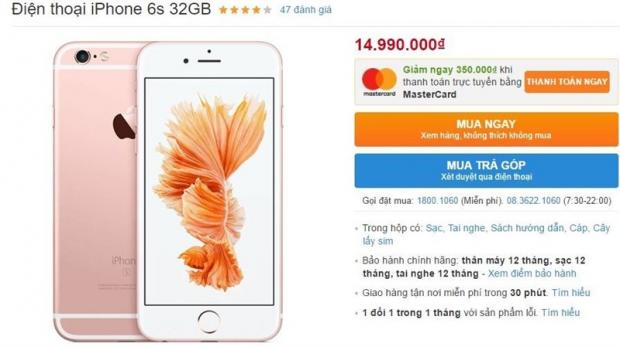 Điện thoại iPhone 6s 32GB 47 đánh giá
14.990.000₫
Giảm ngay 350.000₫ khi
thanh toán trực tuyến bằng
MasterCard
mastercard
THANH TOÁN NGAY
MUA NGAY
Xem hàng, không thích không mua
MUA TRẢ GÓP
Xét duyệt qua điện thoại
Gọi đặt mua: 1800.1060 (Miễn phí). 08.3622.1060 (7:30-22:00)
Trong hộp có: Sạc, Tai nghe, Sách hướng dẫn, Cáp, Cây
lấy sim
Bảo hành chính hãng: thân máy 12 tháng, sạc 12
tháng, tai nghe 12 tháng - Xem điểm bảo hành
Giao hàng tận nơi miễn phí trong 30 phút. Tìm hiểu
1 đổi 1 trong 1 tháng với sản phẩm lỗi. Tìm hiểu
iPhon
S